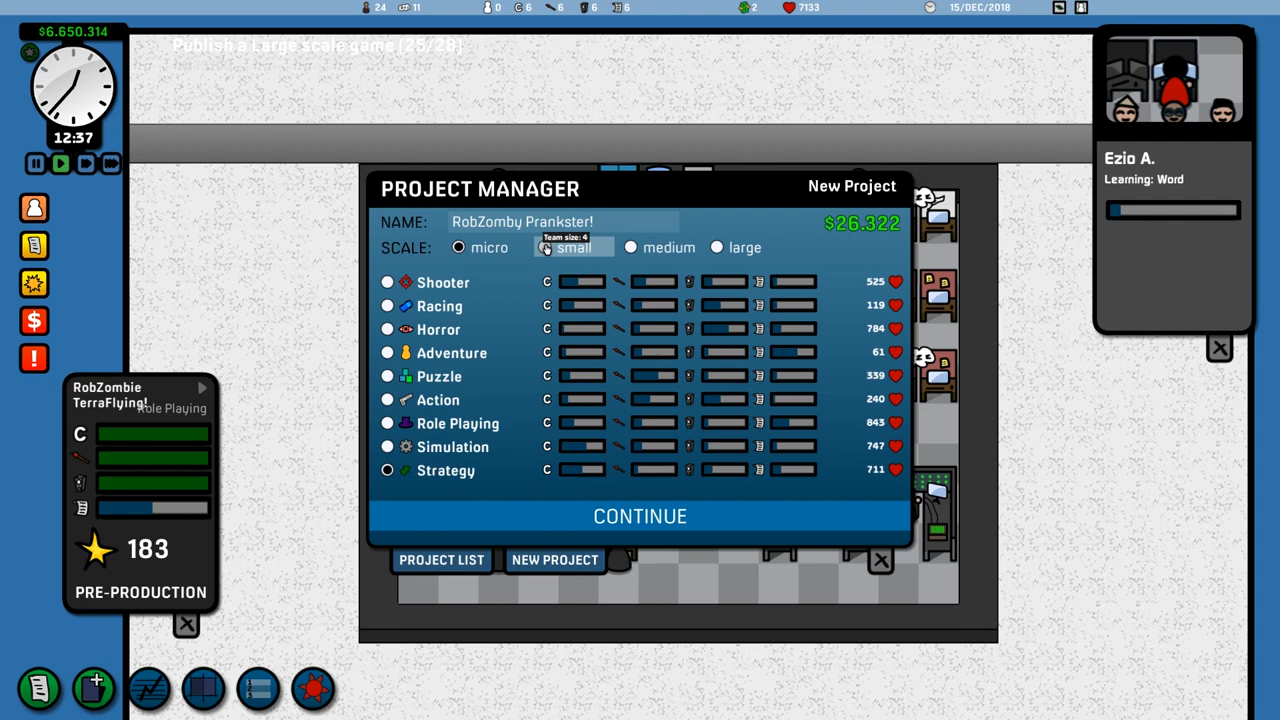 24 11 0 6 6 6 6 2 7133 15/DEC/2018
$6.650.314
Publish a Large scale game (25/28)
12:37
Ezio A.
Learning: Word
PROJECT MANAGER New Project
NAME: RobZomby Prankster! $26.322
Team size: 4
SCALE: micro small medium large
Shooter C 525
Racing C 119
Horror C 784
Adventure C 61
Puzzle C 339
Action C 240
Role Playing C 843
Simulation C 747
Strategy C 711
CONTINUE
PROJECT LIST NEW PROJECT
RobZombie
TerraFlying!
Role Playing
C
183
PRE-PRODUCTION